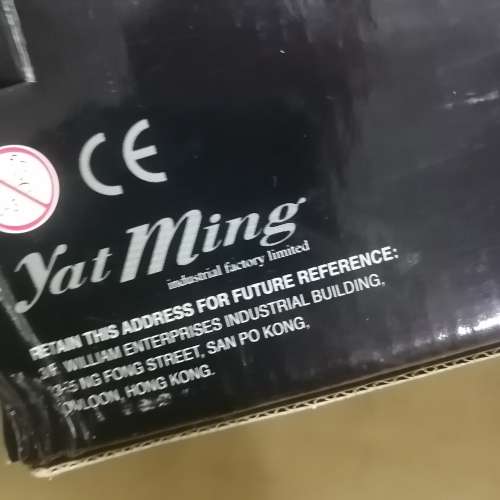 CE
Yat Ming
industrial factory limited
RETAIN THIS ADDRESS FOR FUTURE REFERENCE:
WILLIAM ENTERPRISES INDUSTRIAL BUILDING,
NG FONG STREET, SAN PO KONG,
KOWLOON, HONG KONG.